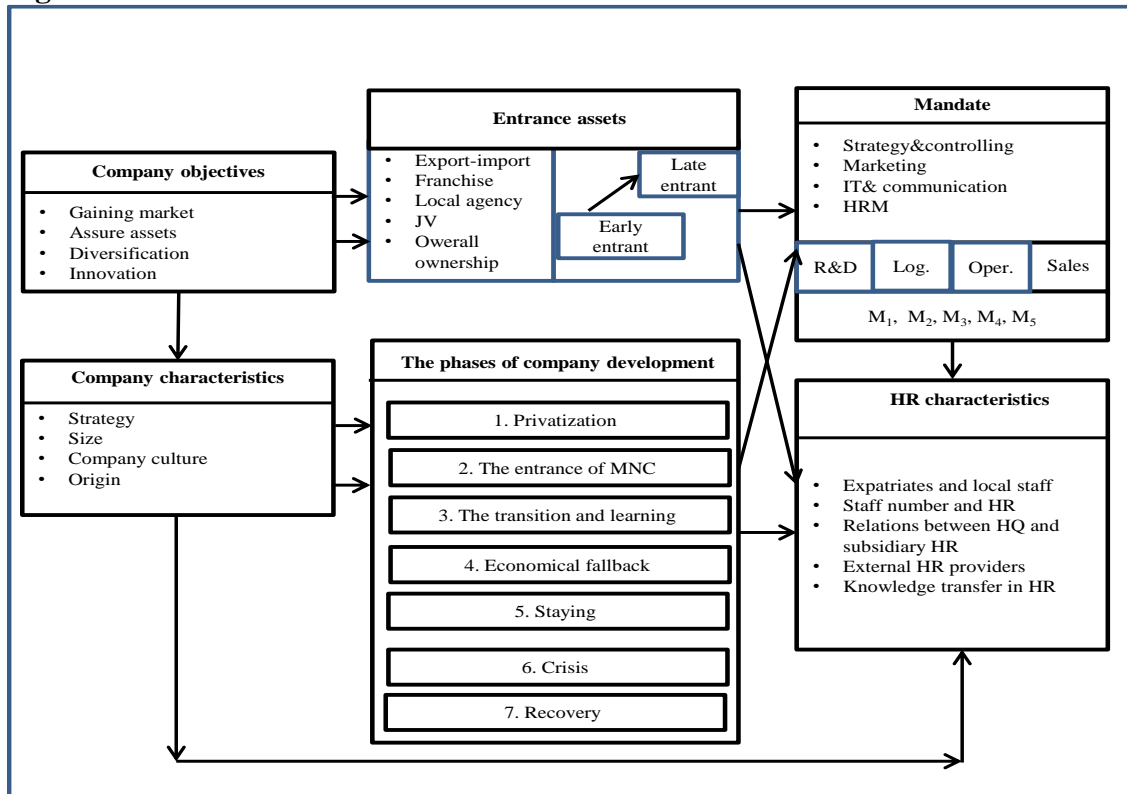 Company objectives
• Gaining market
• Assure assets
• Diversification
• Innovation
Company characteristics
• Strategy
• Size
• Company culture
• Origin
Entrance assets
• Export-import
• Franchise
• Local agency
• JV
• Owerall
ownership
Late
entrant
Early
entrant
The phases of company development
1. Privatization
2. The entrance of MNC
3. The transition and learning
4. Economical fallback
5. Staying
6. Crisis
7. Recovery
Mandate
• Strategy&controlling
• Marketing
• IT& communication
• HRM
R&D
Log.
Oper.
Sales
M₁, M₂, M₃, M₄, M₅
HR characteristics
• Expatriates and local staff
• Staff number and HR
• Relations between HQ and
subsidiary HR
• External HR providers
• Knowledge transfer in HR